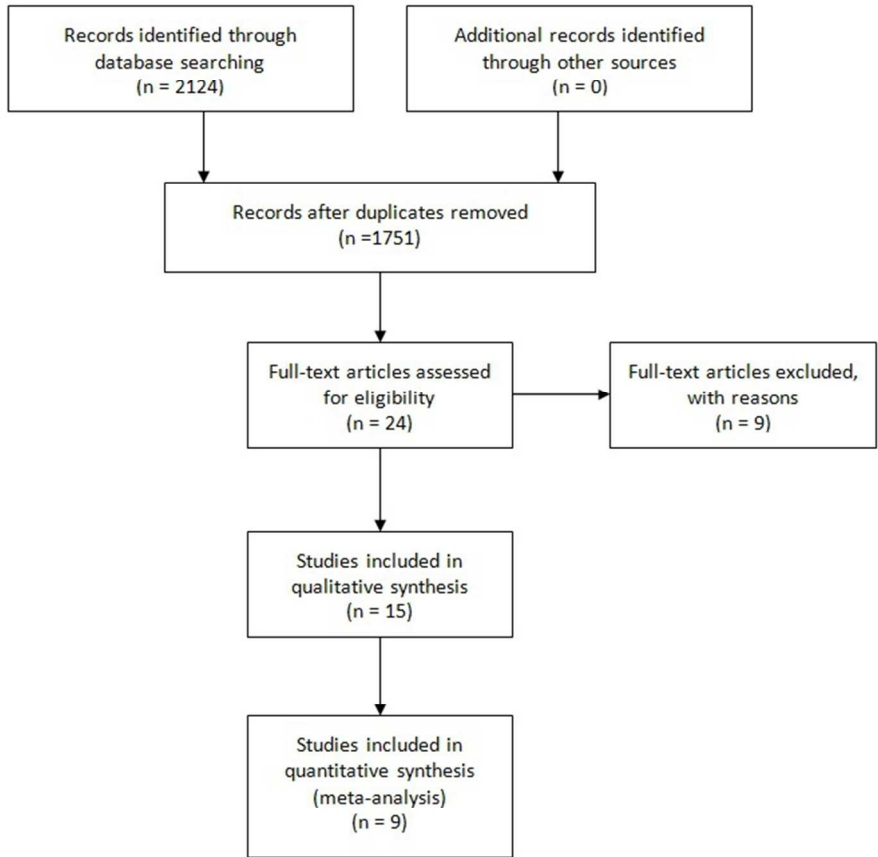 Records identified through
database searching
(n = 2124)
Additional records identified
through other sources
(n = 0)
Records after duplicates removed
(n =1751)
Full-text articles assessed
for eligibility
(n = 24)
Full-text articles excluded,
with reasons
(n = 9)
Studies included in
qualitative synthesis
(n = 15)
Studies included in
quantitative synthesis
(meta-analysis)
(n = 9)